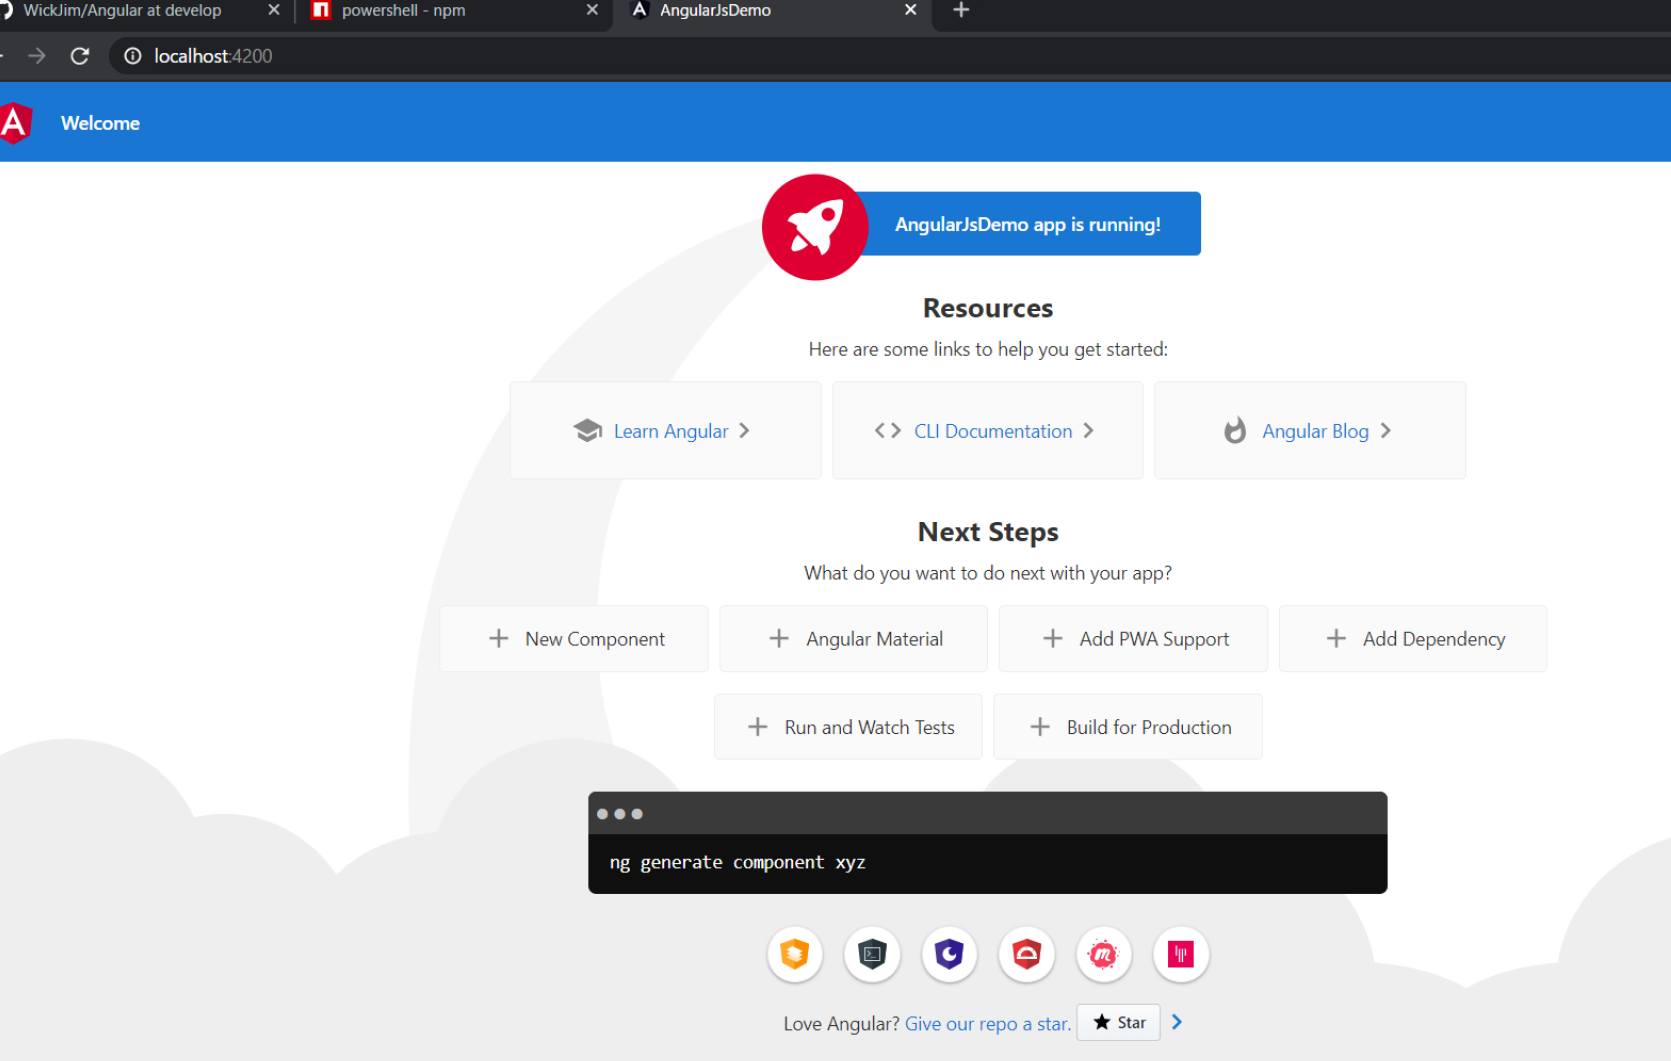 WickJim/Angular at develop
powershell - npm
AngularJsDemo
localhost:4200
Welcome
AngularJsDemo app is running!
Resources
Here are some links to help you get started:
Learn Angular
CLI Documentation
Angular Blog
Next Steps
What do you want to do next with your app?
New Component
Angular Material
Add PWA Support
Add Dependency
Run and Watch Tests
Build for Production
ng generate component xyz
Love Angular? Give our repo a star. Star